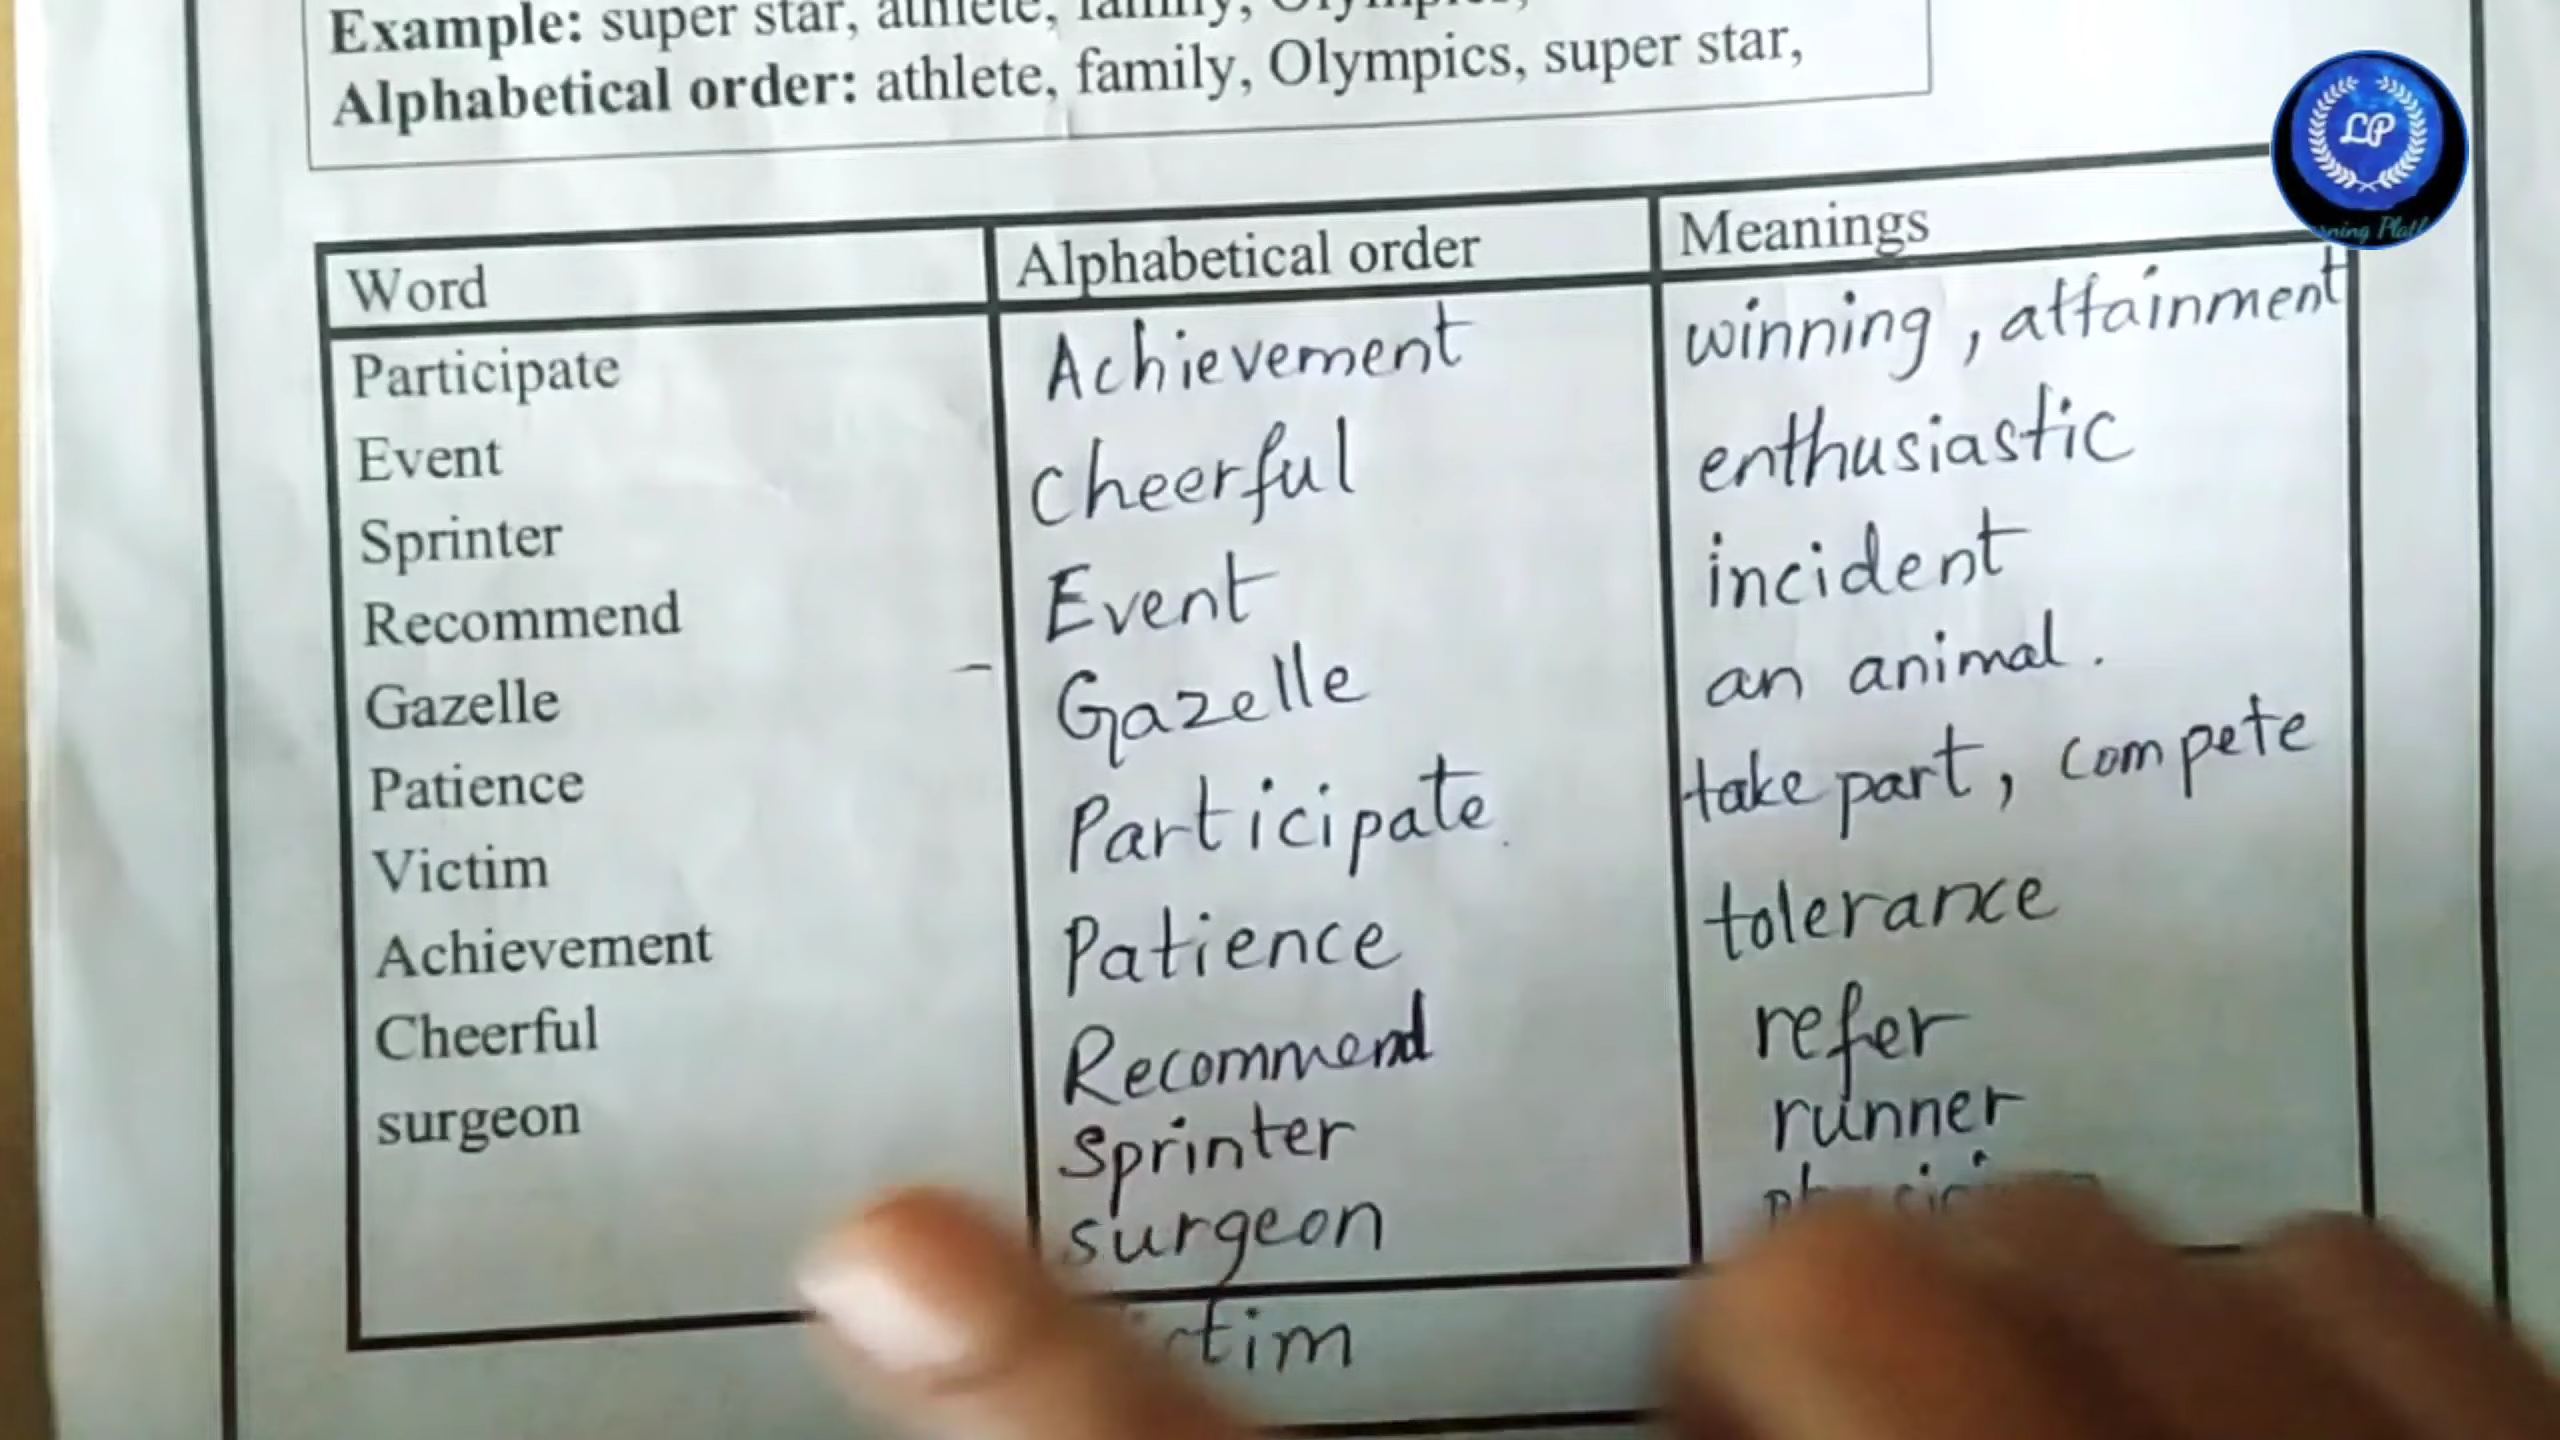 Example: super star, athlete, family, Olympics,
Alphabetical order: athlete, family, Olympics, super star,
LP
Word Alphabetical order Meanings
Participate Achievement winning, attainment
Event Cheerful enthusiastic
Sprinter Event incident
Recommend Gazelle an animal.
Gazelle Participate take part, compete
Patience Patience tolerance
Victim Recommend refer
Achievement Sprinter runner
Cheerful surgeon
surgeon